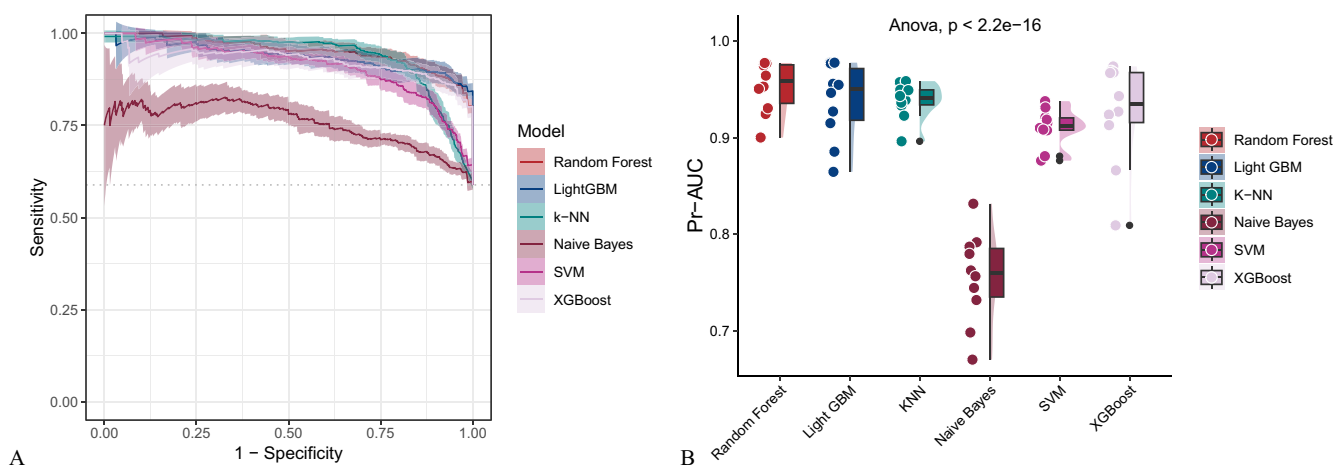 1.00
0.75
0.50
0.25
0.00
Sensitivity
0.00
0.25
0.50
0.75
1.00
1 − Specificity
Model
Random Forest
LightGBM
k−NN
Naive Bayes
SVM
XGBoost
A
Anova, p < 2.2e−16
1.0
0.9
0.8
0.7
Pr−AUC
Random Forest
Light GBM
KNN
Naive Bayes
SVM
XGBoost
Random Forest
Light GBM
K−NN
Naive Bayes
SVM
XGBoost
B